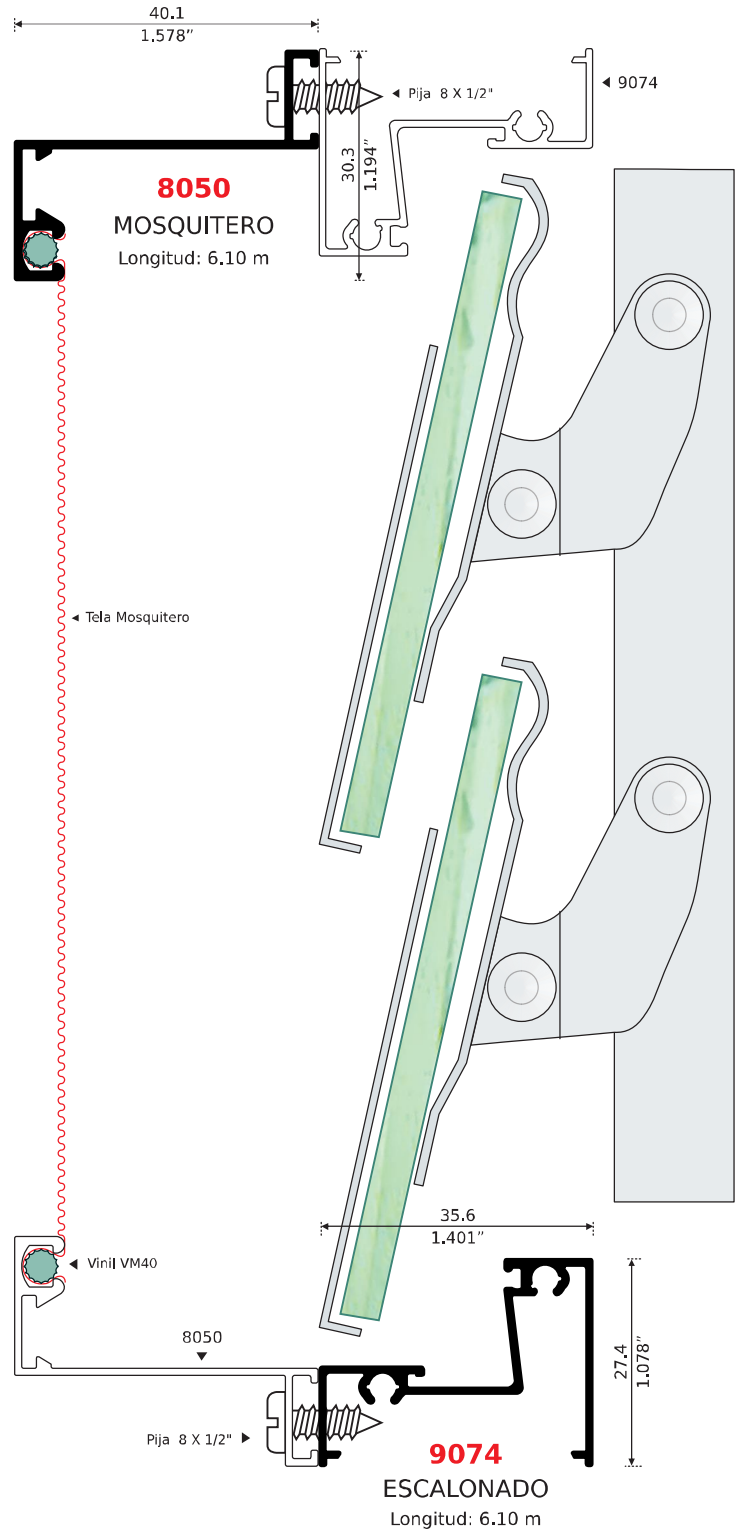 40.1
1.578”
Pija 8 X 1/2"
9074
30.3
1.194”
8050
MOSQUITERO
Longitud: 6.10 m
Tela Mosquitero
35.6
1.401”
Vinil VM40
8050
27.4
1.078”
Pija 8 X 1/2"
9074
ESCALONADO
Longitud: 6.10 m